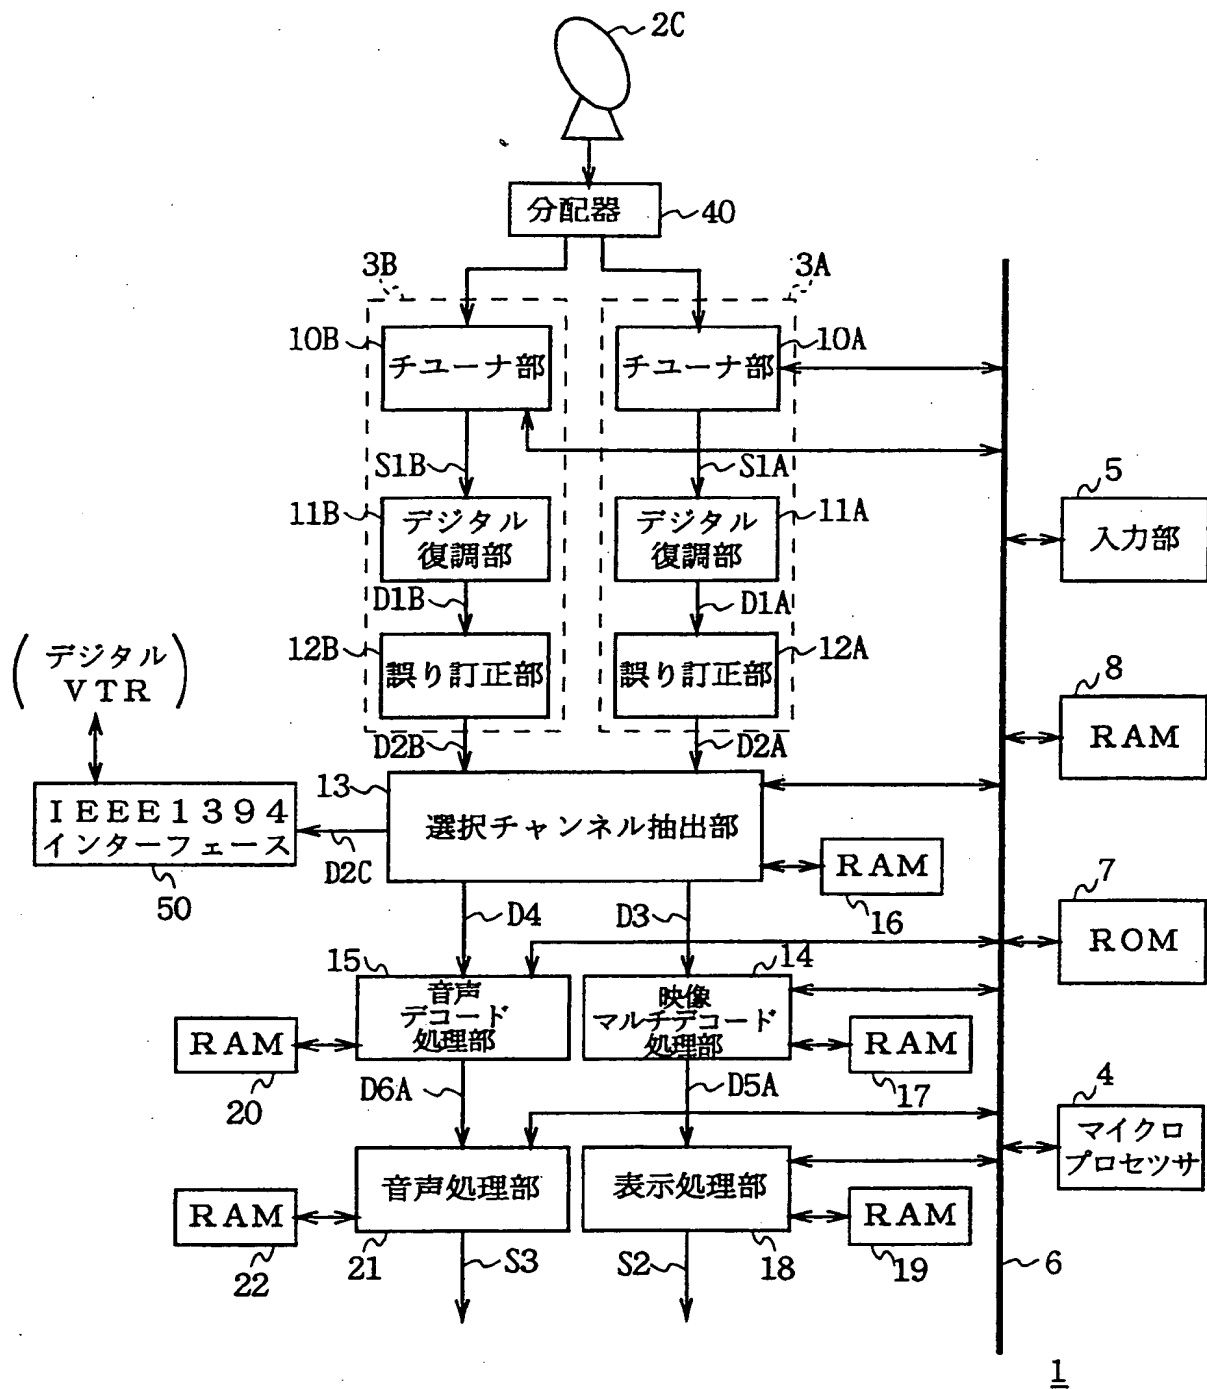 2C
分配器
40
3B
3A
10B
チユーナ部
チユーナ部
10A
S1B
S1A
11B
デジタル
復調部
デジタル
復調部
11A
5
入力部
D1B
D1A
12B
誤り訂正部
誤り訂正部
12A
(デジタル
VTR)
8
RAM
D2B
D2A
13
選択チャンネル抽出部
IEEE1394
インターフェース
50
D2C
RAM
16
7
ROM
D4
D3
15
音声
デコード
処理部
14
映像
マルチデコード
処理部
RAM
20
RAM
17
D6A
D5A
4
マイクロ
プロセツサ
音声処理部
21
表示処理部
18
RAM
22
RAM
19
S3
S2
6
1